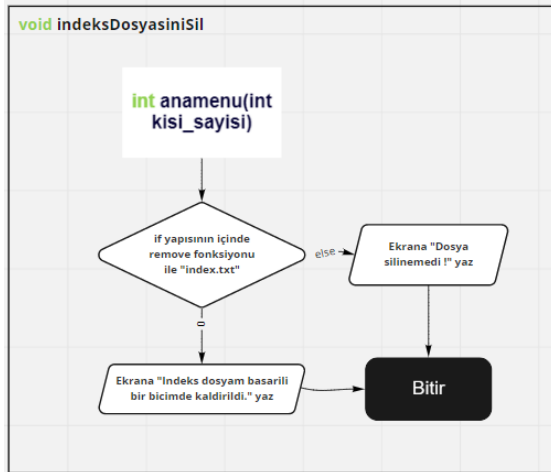 void indeksDosyasiniSil
int anamenu(int
kisi_sayisi)
if yapısının içinde
remove fonksiyonu
ile "index.txt"
else
Ekrana "Dosya
silinemedi !" yaz
0
Ekrana "Indeks dosyam basarili
bir bicimde kaldirildi." yaz
Bitir